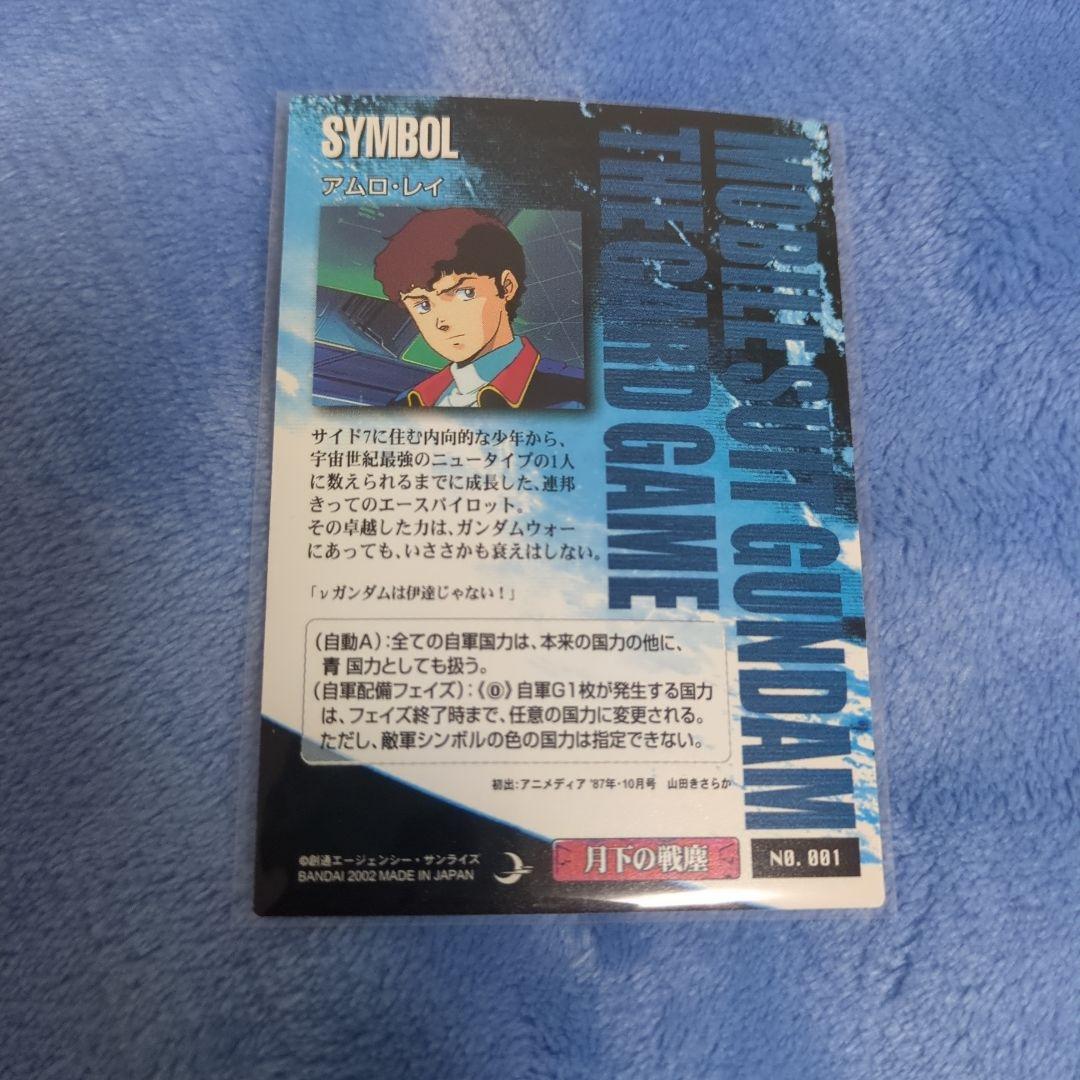 SYMBOL
アムロ・レイ
MOBILE SUIT GUNDAM
THE CARD GAME
サイド7に住む内向的な少年から、
宇宙世紀最強のニュータイプの1人
に数えられるまでに成長した、連邦
きってのエースパイロット。
その卓越した力は、ガンダムウォー
にあっても、いささかも衰えはしない。
「νガンダムは伊達じゃない！」
（自動A）：全ての自軍国力は、本来の国力の他に、
青 国力としても扱う。
（自軍配備フェイズ）：《⓪》自軍G1枚が発生する国力
は、フェイズ終了時まで、任意の国力に変更される。
ただし、敵軍シンボルの色の国力は指定できない。
初出：アニメディア '87年・10月号 山田きさらか
©創通エージェンシー・サンライズ
BANDAI 2002 MADE IN JAPAN
月下の戦塵
NO. 001